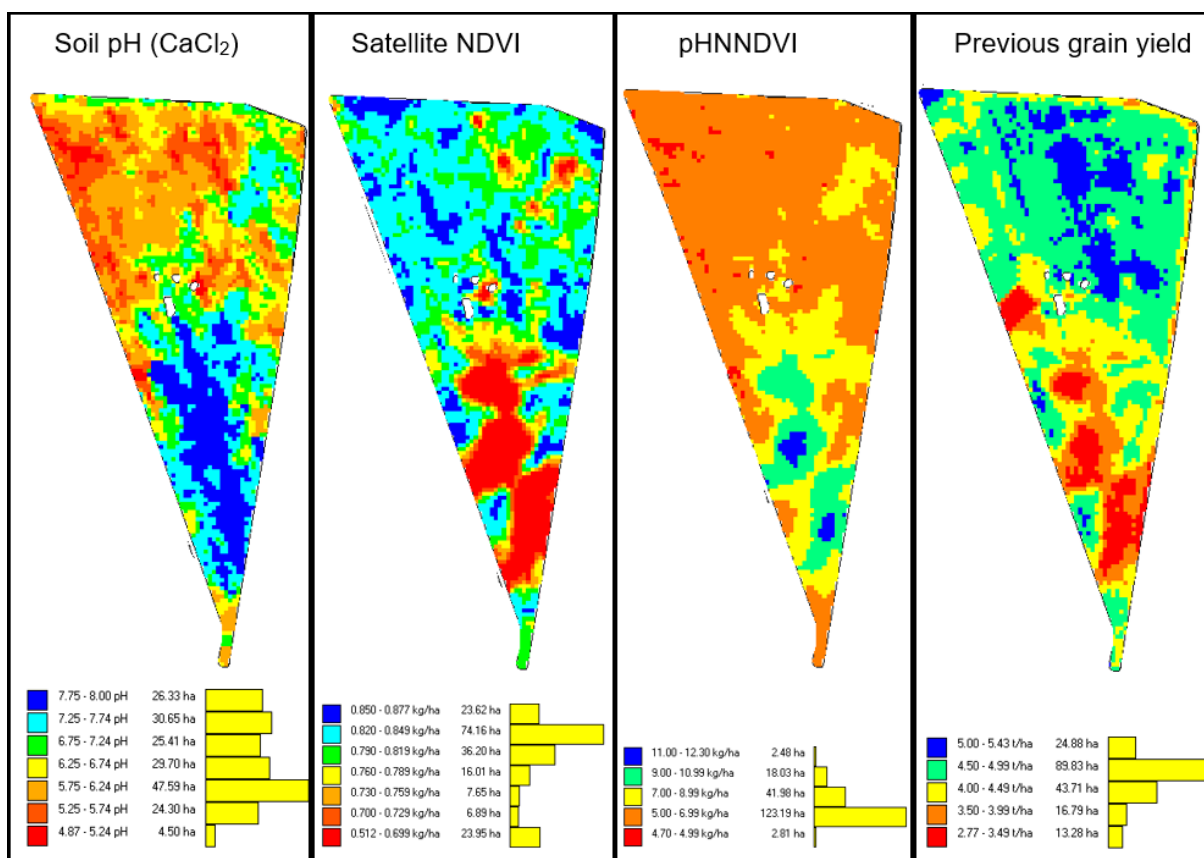 Soil pH (CaCl₂)
7.75 - 8.00 pH 26.33 ha
7.25 - 7.74 pH 30.65 ha
6.75 - 7.24 pH 25.41 ha
6.25 - 6.74 pH 29.70 ha
5.75 - 6.24 pH 47.59 ha
5.25 - 5.74 pH 24.30 ha
4.87 - 5.24 pH 4.50 ha
Satellite NDVI
0.850 - 0.877 kg/ha 23.62 ha
0.820 - 0.849 kg/ha 74.16 ha
0.790 - 0.819 kg/ha 36.20 ha
0.760 - 0.789 kg/ha 16.01 ha
0.730 - 0.759 kg/ha 7.65 ha
0.700 - 0.729 kg/ha 6.89 ha
0.512 - 0.699 kg/ha 23.95 ha
pHNNDVI
11.00 - 12.30 kg/ha 2.48 ha
9.00 - 10.99 kg/ha 18.03 ha
7.00 - 8.99 kg/ha 41.98 ha
5.00 - 6.99 kg/ha 123.19 ha
4.70 - 4.99 kg/ha 2.81 ha
Previous grain yield
5.00 - 5.43 t/ha 24.88 ha
4.50 - 4.99 t/ha 89.83 ha
4.00 - 4.49 t/ha 43.71 ha
3.50 - 3.99 t/ha 16.79 ha
2.77 - 3.49 t/ha 13.28 ha